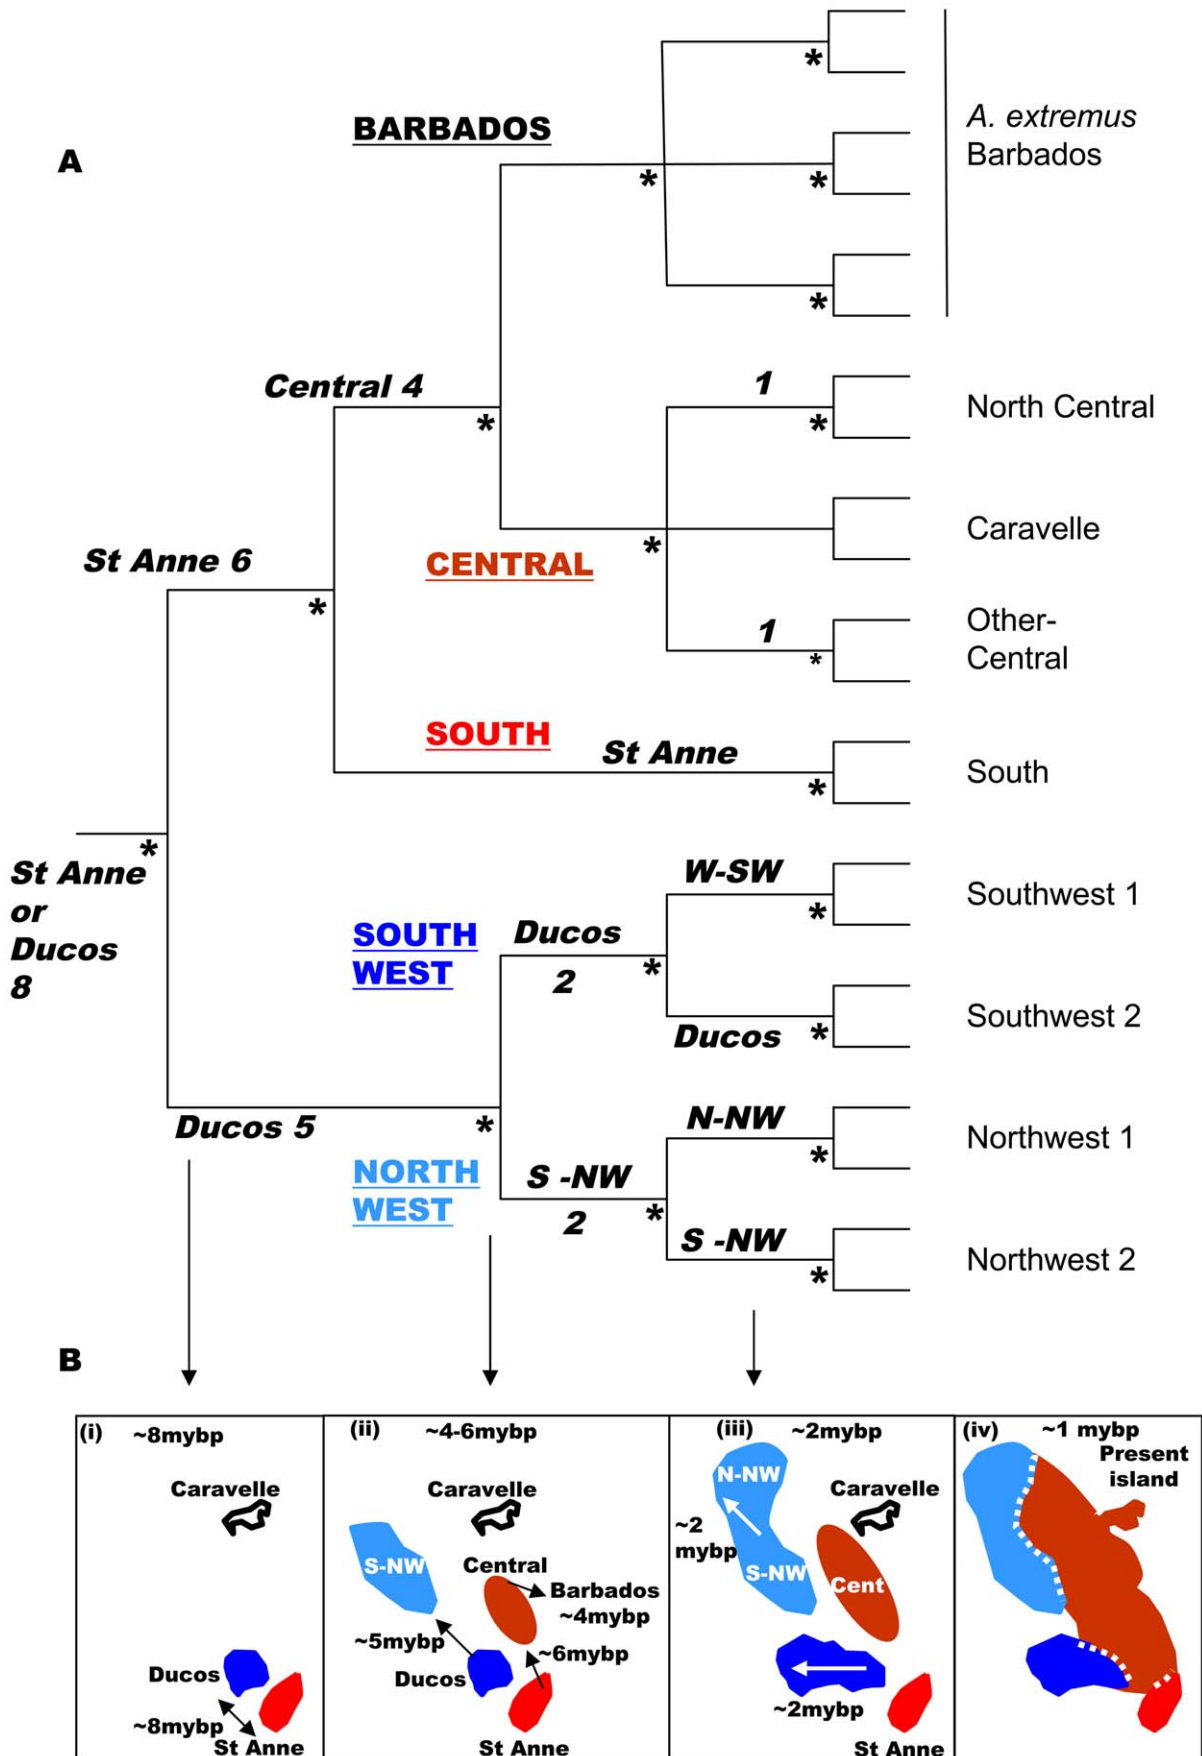 A
BARBADOS
*
A. extremus
Barbados
*
*
*
Central 4
*
1
*
North Central
Caravelle
St Anne 6
*
CENTRAL
*
1
*
Other-
Central
SOUTH
St Anne
*
South
*
St Anne
or
Ducos
8
SOUTH
WEST
Ducos
2
*
W-SW
*
Southwest 1
Ducos
*
Southwest 2
Ducos 5
*
NORTH
WEST
S -NW
2
*
N-NW
*
Northwest 1
S -NW
*
Northwest 2
B
(i) ~8mybp
Caravelle
Ducos
~8mybp
St Anne
(ii) ~4-6mybp
Caravelle
S-NW
Central
Barbados
~4mybp
~5mybp
~6mybp
Ducos
St Anne
(iii) ~2mybp
N-NW
Caravelle
~2
mybp
S-NW
Cent
~2mybp
St Anne
(iv) ~1 mybp
Present
island